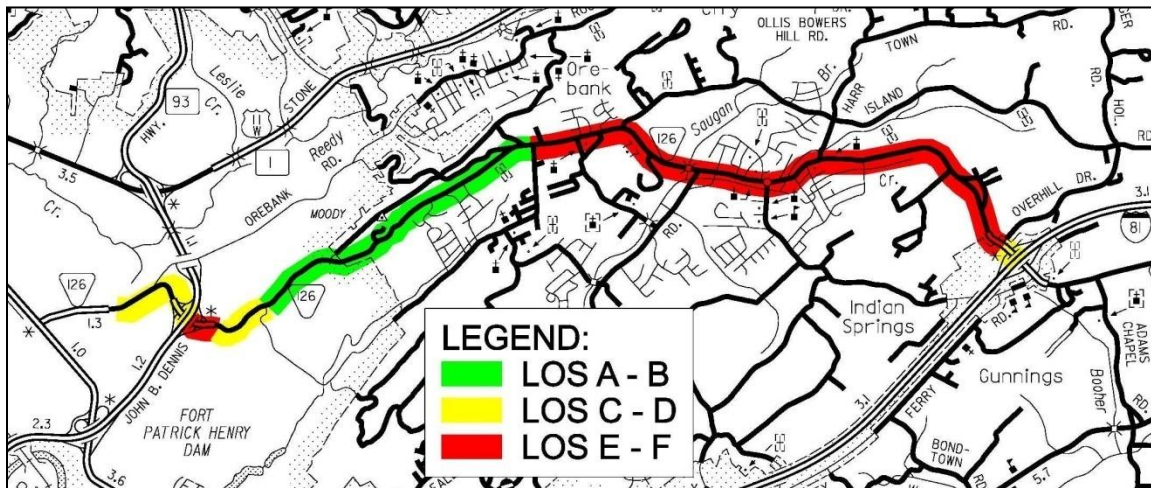 OLLIS BOWERS
HILL RD.
TOWN
RD.
HOL.
RD.
93
HWY.
Leslie
Cr.
11
W
STONE
1
Reedy
RD.
Ore-
bank
Saugan
Br.
HARR
ISLAND
126
3.5
OREBANK
MOODY
Cr.
RD.
OVERHILL DR.
3.1
81
Cr.
126
1.3
126
1.0
1.2
JOHN B. DENNIS
2.3
3.6
FORT
PATRICK HENRY
DAM
Indian
Springs
RD.
Gunnings
FERRY
3.1
ADAMS
CHAPEL
RD.
Booher
BOND-
TOWN
RD.
5.7
LEGEND:
LOS A - B
LOS C - D
LOS E - F